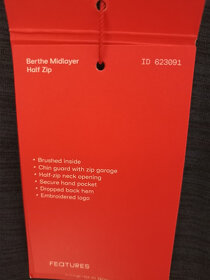 Berthe Midlayer
Half Zip
ID 623091
• Brushed inside
• Chin guard with zip garage
• Half-zip neck opening
• Secure hand pocket
• Dropped back hem
• Embroidered logo
FEATURES